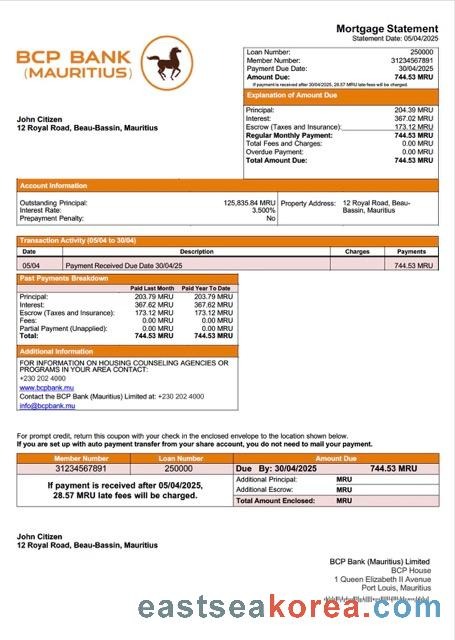 Mortgage Statement
Statement Date: 05/04/2025
BCP BANK
(MAURITIUS)
Loan Number: 250000
Member Number: 31234567891
Payment Due Date: 30/04/2025
Amount Due: 744.53 MRU
If payment is received after 30/04/2025, 28.57 MRU late fees will be charged.
Explanation of Amount Due
Principal: 204.39 MRU
Interest: 367.02 MRU
Escrow (Taxes and Insurance): 173.12 MRU
Regular Monthly Payment: 744.53 MRU
Total Fees and Charges: 0.00 MRU
Overdue Payment: 0.00 MRU
Total Amount Due: 744.53 MRU
John Citizen
12 Royal Road, Beau-Bassin, Mauritius
Account Information
Outstanding Principal: 125,835.84 MRU
Interest Rate: 3.500%
Prepayment Penalty: No
Property Address: 12 Royal Road, Beau-
Bassin, Mauritius
Transaction Activity (05/04 to 30/04)
Date Description Charges Payments
05/04 Payment Received Due Date 30/04/25 744.53 MRU
Past Payments Breakdown
Paid Last Month Paid Year To Date
Principal: 203.79 MRU 203.79 MRU
Interest: 367.62 MRU 367.62 MRU
Escrow (Taxes and Insurance): 173.12 MRU 173.12 MRU
Fees: 0.00 MRU 0.00 MRU
Partial Payment (Unapplied): 0.00 MRU 0.00 MRU
Total: 744.53 MRU 744.53 MRU
Additional Information
FOR INFORMATION ON HOUSING COUNSELING AGENCIES OR
PROGRAMS IN YOUR AREA CONTACT:
+230 202 4000
www.bcpbank.mu
Contact the BCP Bank (Mauritius) Limited at: +230 202 4000
info@bcpbank.mu
For prompt credit, return this coupon with your check in the enclosed envelope to the location shown below.
If you are set up with auto payment transfer from your share account, you do not need to mail your payment.
Member Number Loan Number Amount Due
31234567891 250000 Due By: 30/04/2025 744.53 MRU
If payment is received after 05/04/2025,
28.57 MRU late fees will be charged.
Additional Principal: MRU
Additional Escrow: MRU
Total Amount Enclosed: MRU
John Citizen
12 Royal Road, Beau-Bassin, Mauritius
BCP Bank (Mauritius) Limited
BCP House
1 Queen Elizabeth II Avenue
Port Louis, Mauritius
eastseakorea.com